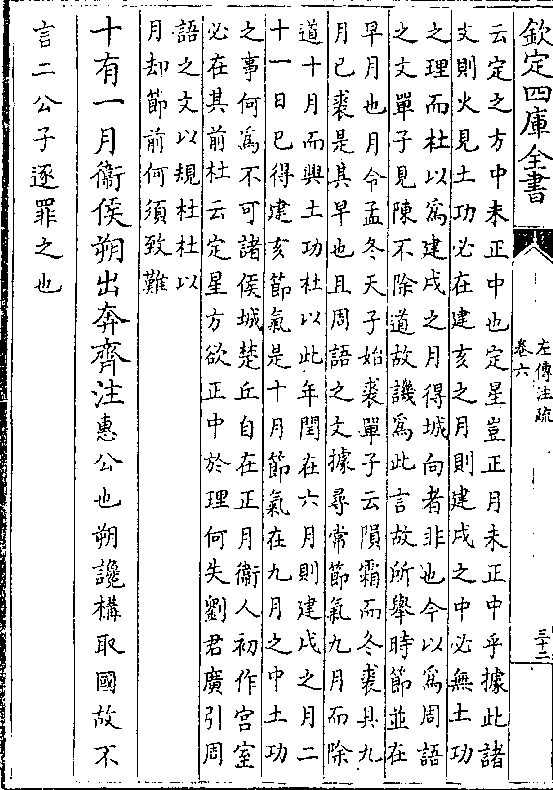 欽定四庫全書
左傳注疏
卷六
三十二
云定之方中未正中也定星豈正月未正中乎據此諸
文則火見土功必在建亥之月則建戌之中必無土功
之理而杜以為建戌之月得城向者非也今以為周語
之文單子見陳不除道故譏為此言故所舉時節並在
早月也月令孟冬天子始裘單子云隕霜而冬裘具九
月已裘是其早也且周語之文據尋常節氣九月而除
道十月而興土功杜以此年閏在六月則建戌之月二
十一日已得建亥節氣是十月節氣在九月之中土功
之事何為不可諸侯城楚丘自在正月衛人初作宮室
必在其前杜云定星方欲正中於理何失劉君廣引周
語之文以規杜杜以
月却節前何須致難
十有一月衛侯朔出奔齊注惠公也朔讒構取國故不
言二公子逐罪之也